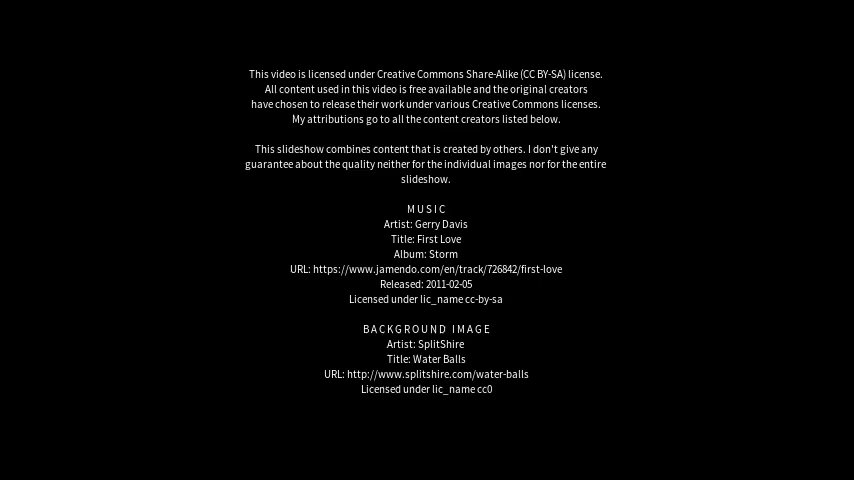 This video is licensed under Creative Commons Share-Alike (CC BY-SA) license.
All content used in this video is free available and the original creators
have chosen to release their work under various Creative Commons licenses.
My attributions go to all the content creators listed below.
This slideshow combines content that is created by others. I don't give any
guarantee about the quality neither for the individual images nor for the entire
slideshow.
MUSIC
Artist: Gerry Davis
Title: First Love
Album: Storm
URL: https://www.jamendo.com/en/track/726842/first-love
Released: 2011-02-05
Licensed under lic_name cc-by-sa
BACKGROUND IMAGE
Artist: SplitShire
Title: Water Balls
URL: http://www.splitshire.com/water-balls
Licensed under lic_name cc0